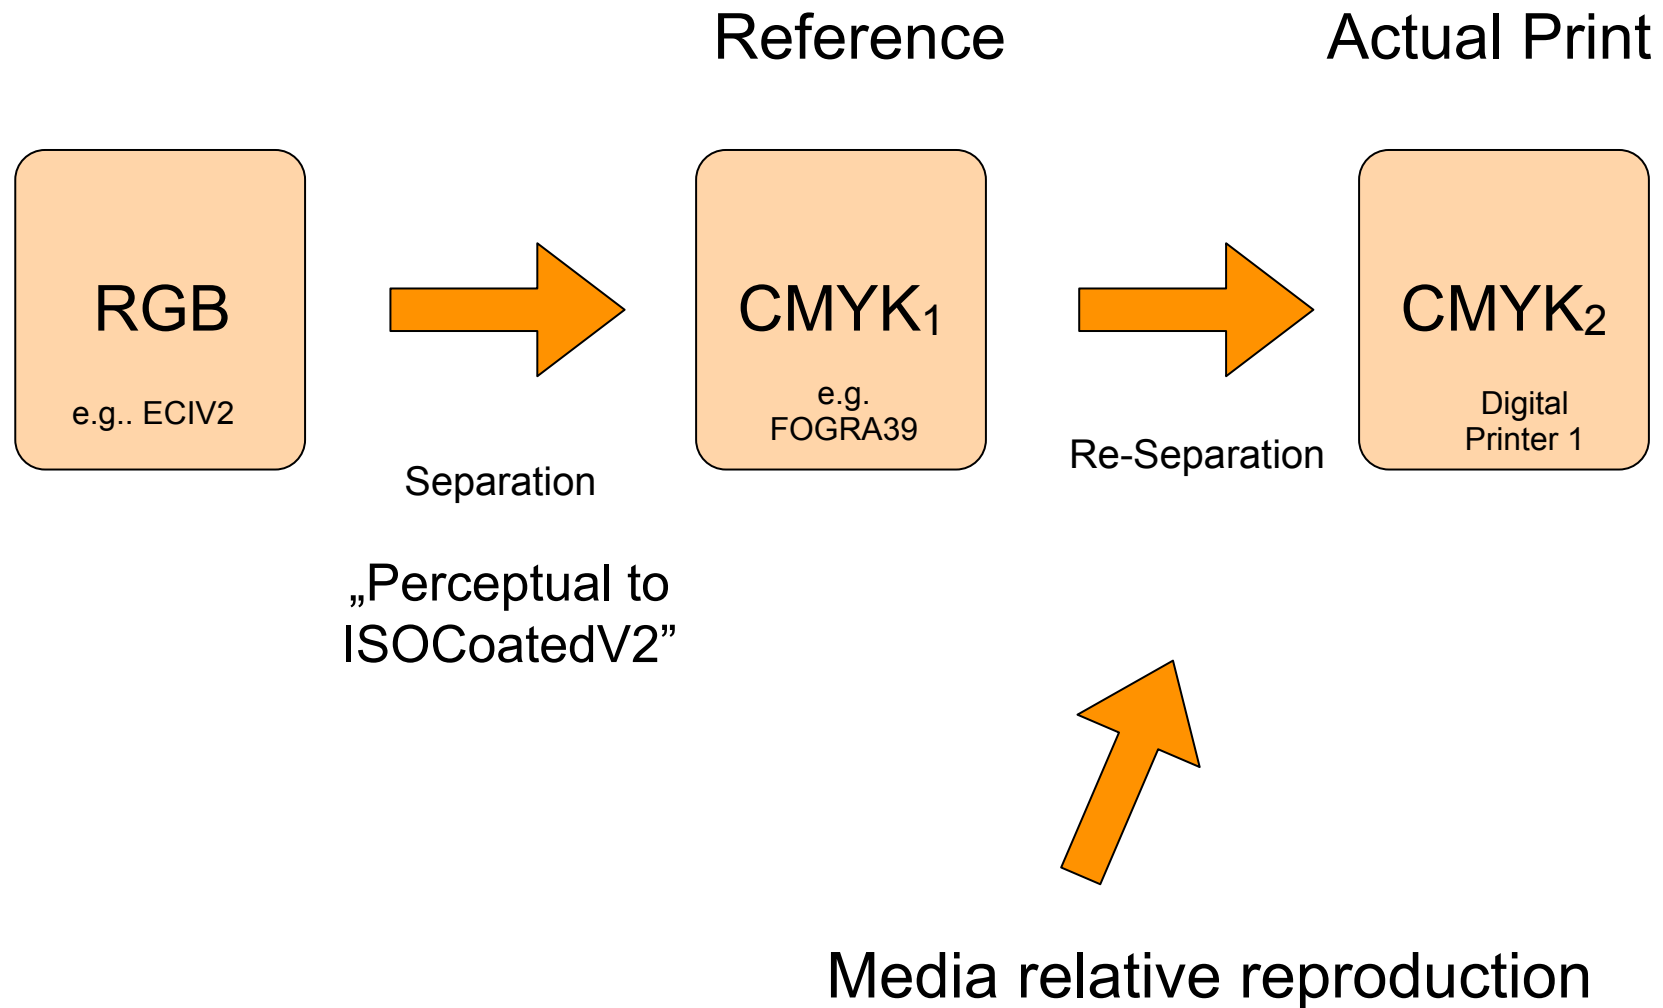 Reference
Actual Print
RGB
e.g.. ECIV2
CMYK₁
e.g.
FOGRA39
CMYK₂
Digital
Printer 1
Separation
Re-Separation
„Perceptual to
ISOCoatedV2”
Media relative reproduction